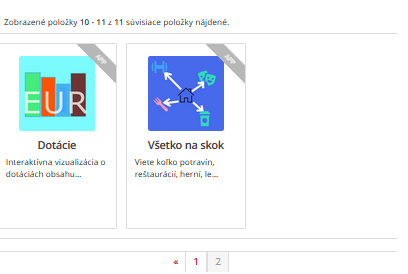 Zobrazené položky 10 - 11 z 11 súvisiace položky nájdené.
APP
EUR
Dotácie
Interaktívna vizualizácia o
dotáciách obsahu...
APP
Všetko na skok
Viete koľko potravín,
reštaurácií, herní, le...
« 1 2